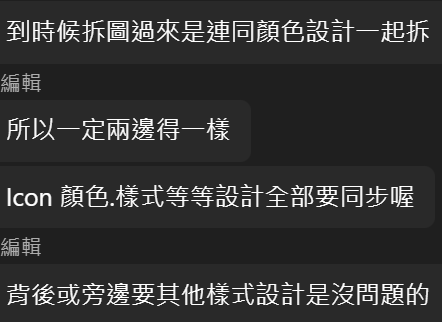 到時候拆圖過來是連同顏色設計一起拆
編輯
所以一定兩邊得一樣
Icon 顏色.樣式等等設計全部要同步喔
編輯
背後或旁邊要其他樣式設計是沒問題的